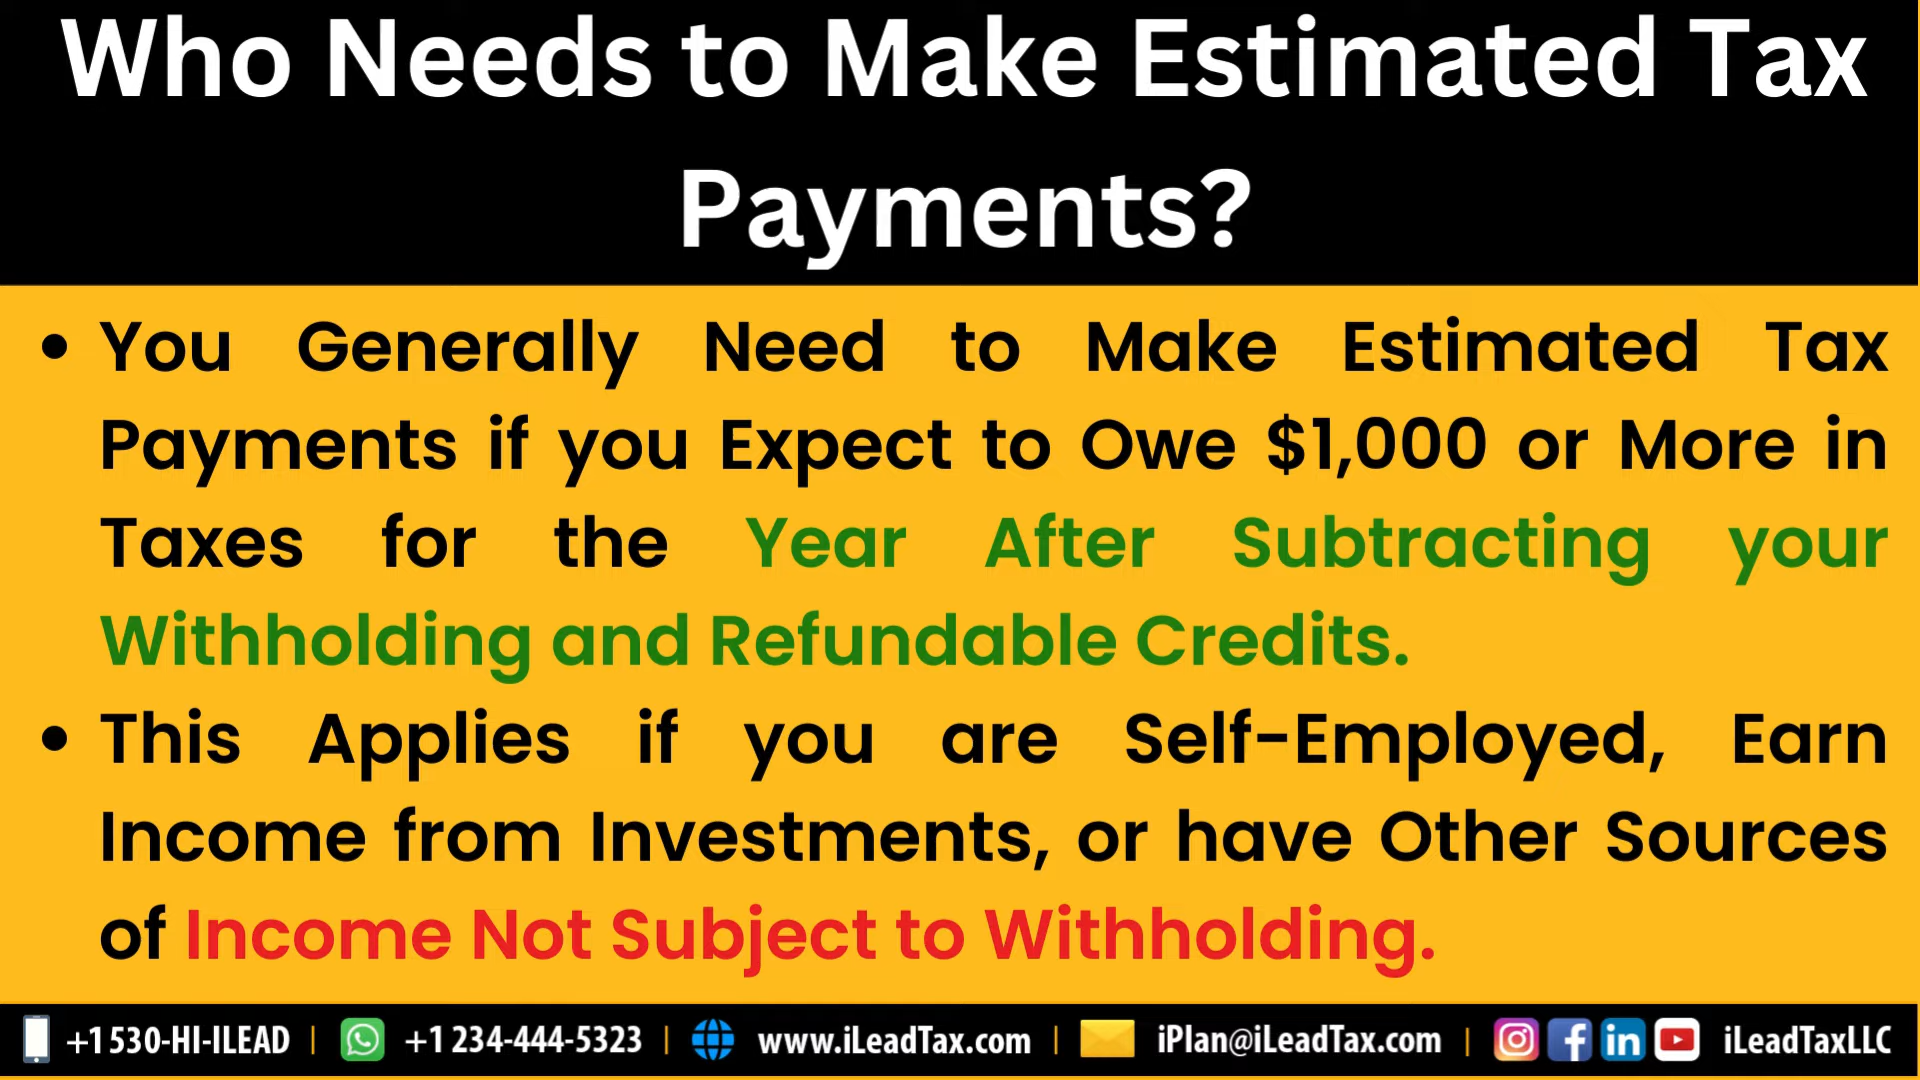 Who Needs to Make Estimated Tax
Payments?
• You Generally Need to Make Estimated Tax
Payments if you Expect to Owe $1,000 or More in
Taxes for the Year After Subtracting your
Withholding and Refundable Credits.
• This Applies if you are Self-Employed, Earn
Income from Investments, or have Other Sources
of Income Not Subject to Withholding.
+1 530-HI-ILEAD | +1 234-444-5323 | www.iLeadTax.com | iPlan@iLeadTax.com | iLeadTaxLLC